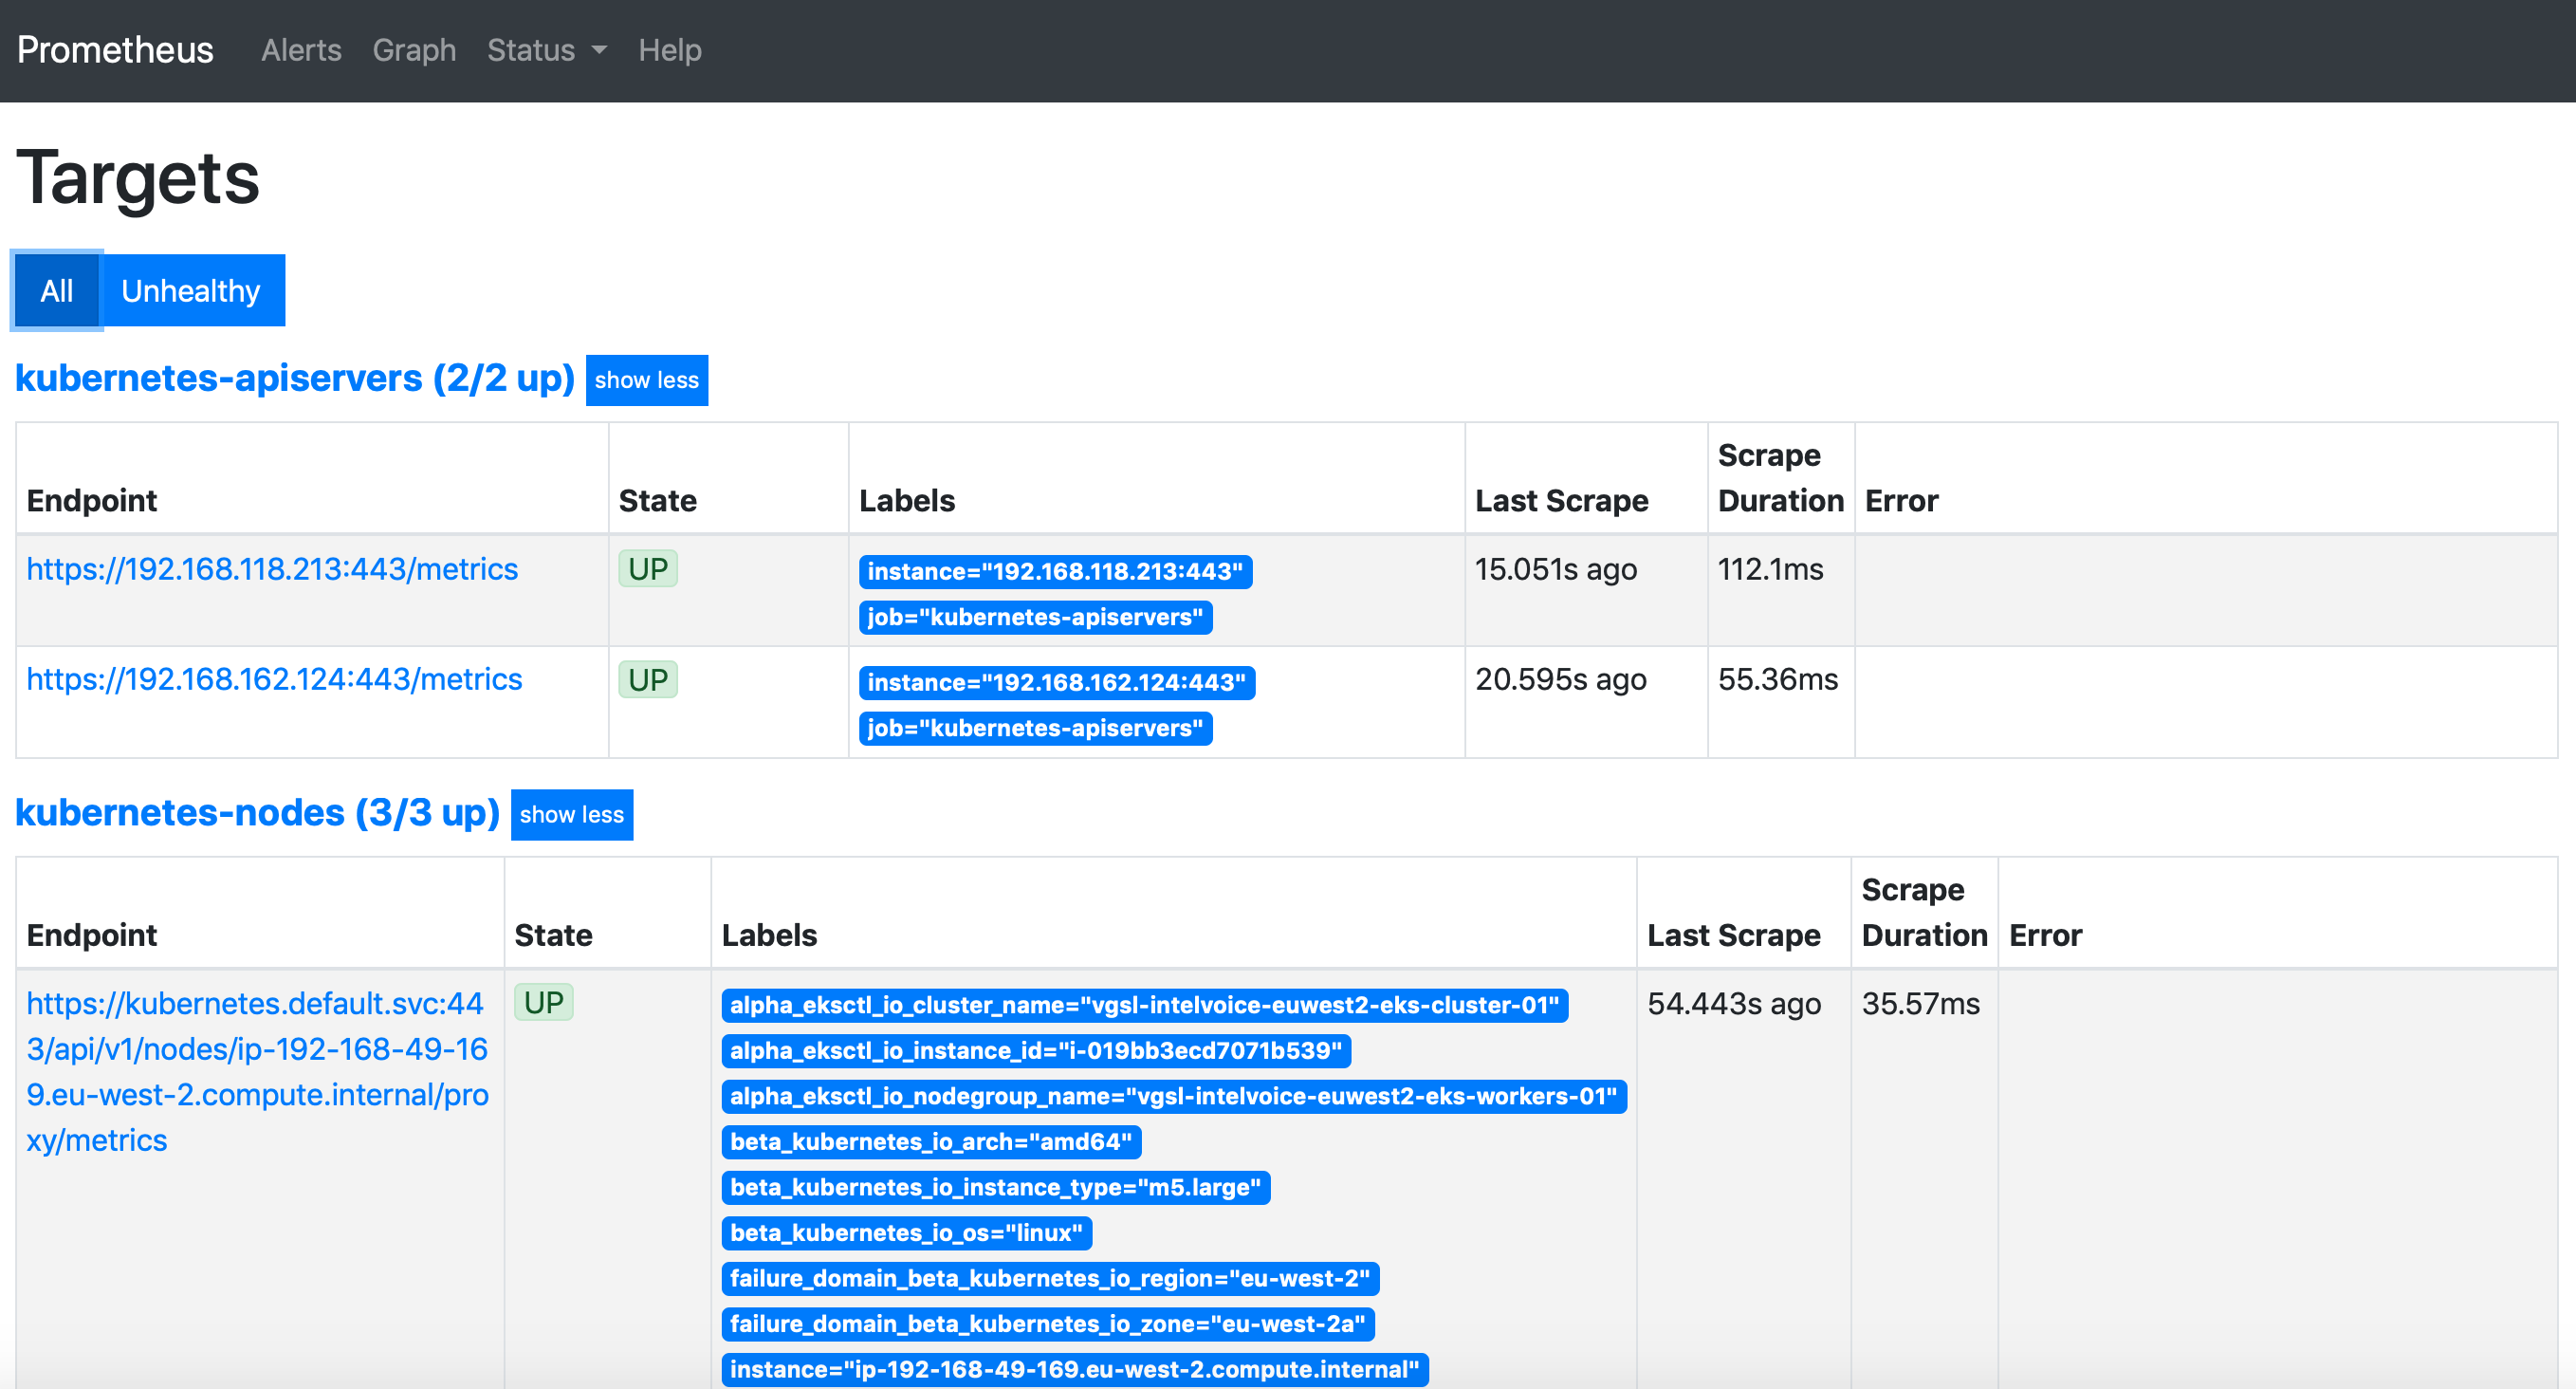 Prometheus Alerts Graph Status Help
Targets
All Unhealthy
kubernetes-apiservers (2/2 up) show less
Endpoint State Labels Last Scrape Scrape Duration Error
https://192.168.118.213:443/metrics UP instance="192.168.118.213:443" 15.051s ago 112.1ms
job="kubernetes-apiservers"
https://192.168.162.124:443/metrics UP instance="192.168.162.124:443" 20.595s ago 55.36ms
job="kubernetes-apiservers"
kubernetes-nodes (3/3 up) show less
Endpoint State Labels Last Scrape Scrape Duration Error
https://kubernetes.default.svc:44 UP alpha_eksctl_io_cluster_name="vgsl-intelvoice-euwest2-eks-cluster-01" 54.443s ago 35.57ms
3/api/v1/nodes/ip-192-168-49-16 alpha_eksctl_io_instance_id="i-019bb3ecd7071b539"
9.eu-west-2.compute.internal/pro alpha_eksctl_io_nodegroup_name="vgsl-intelvoice-euwest2-eks-workers-01"
xy/metrics beta_kubernetes_io_arch="amd64"
beta_kubernetes_io_instance_type="m5.large"
beta_kubernetes_io_os="linux"
failure_domain_beta_kubernetes_io_region="eu-west-2"
failure_domain_beta_kubernetes_io_zone="eu-west-2a"
instance="ip-192-168-49-169.eu-west-2.compute.internal"